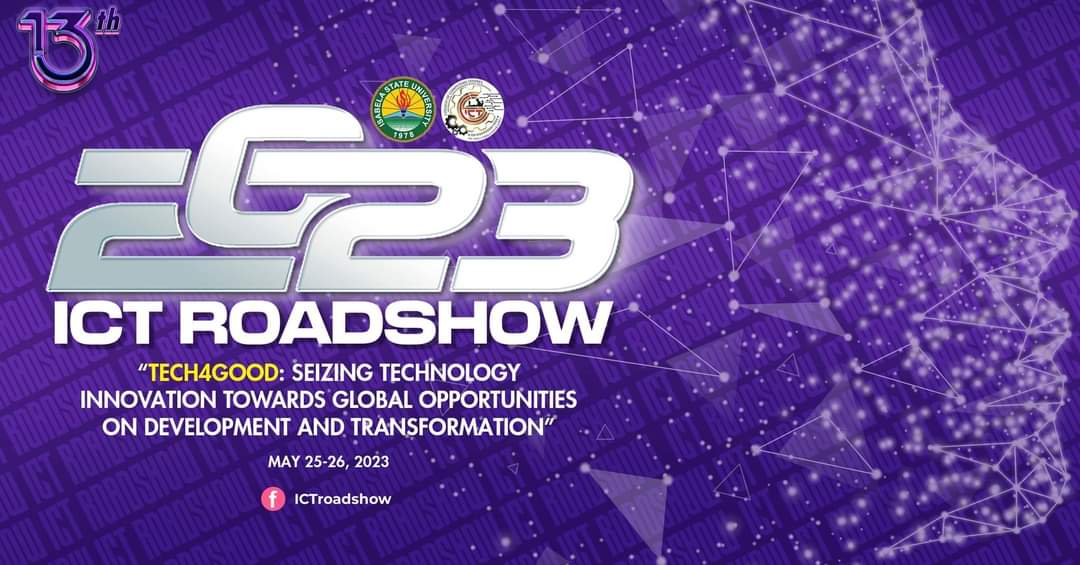 13th
ISABELA STATE UNIVERSITY
1978
ICT
2023
ICT ROADSHOW
“TECH4GOOD: SEIZING TECHNOLOGY
INNOVATION TOWARDS GLOBAL OPPORTUNITIES
ON DEVELOPMENT AND TRANSFORMATION”
MAY 25-26, 2023
f ICTroadshow